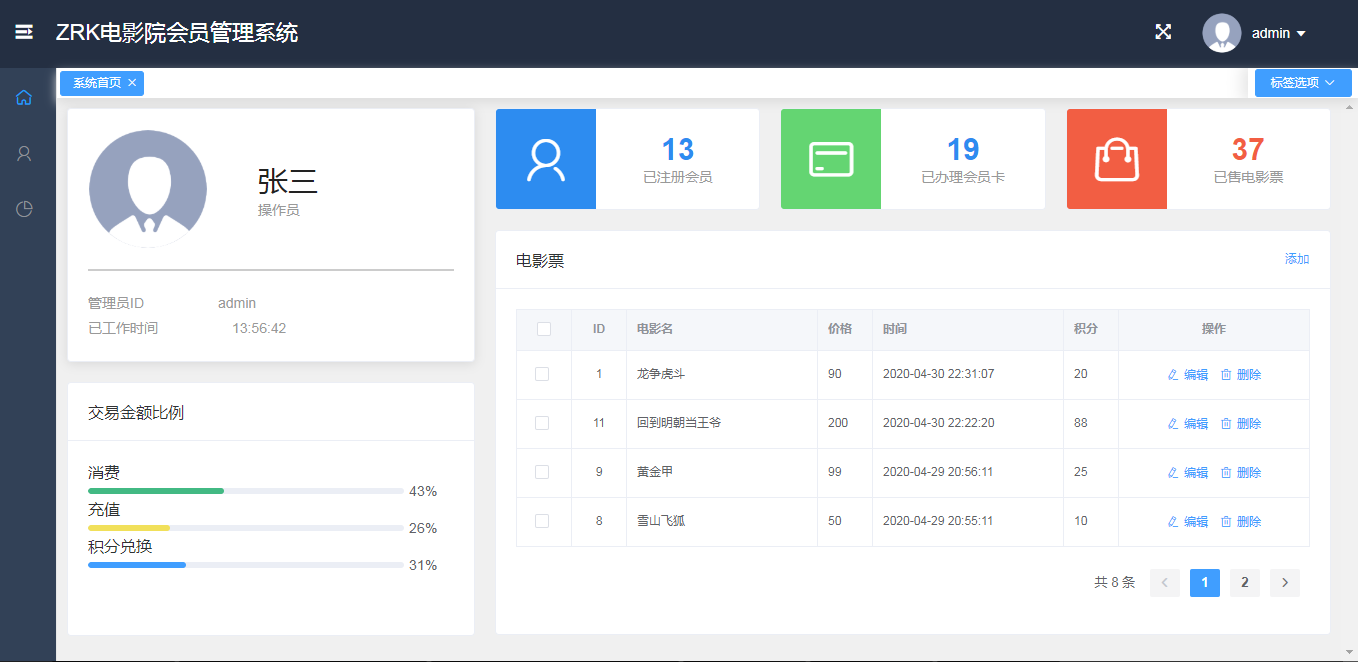 ZRK电影院会员管理系统
admin
系统首页
标签选项
张三
操作员
管理员ID admin
已工作时间 13:56:42
交易金额比例
消费
43%
充值
26%
积分兑换
31%
13
已注册会员
19
已办理会员卡
37
已售电影票
电影票 添加
ID 电影名 价格 时间 积分 操作
1 龙争虎斗 90 2020-04-30 22:31:07 20 编辑 删除
11 回到明朝当王爷 200 2020-04-30 22:22:20 88 编辑 删除
9 黄金甲 99 2020-04-29 20:56:11 25 编辑 删除
8 雪山飞狐 50 2020-04-29 20:55:11 10 编辑 删除
共 8 条 1 2